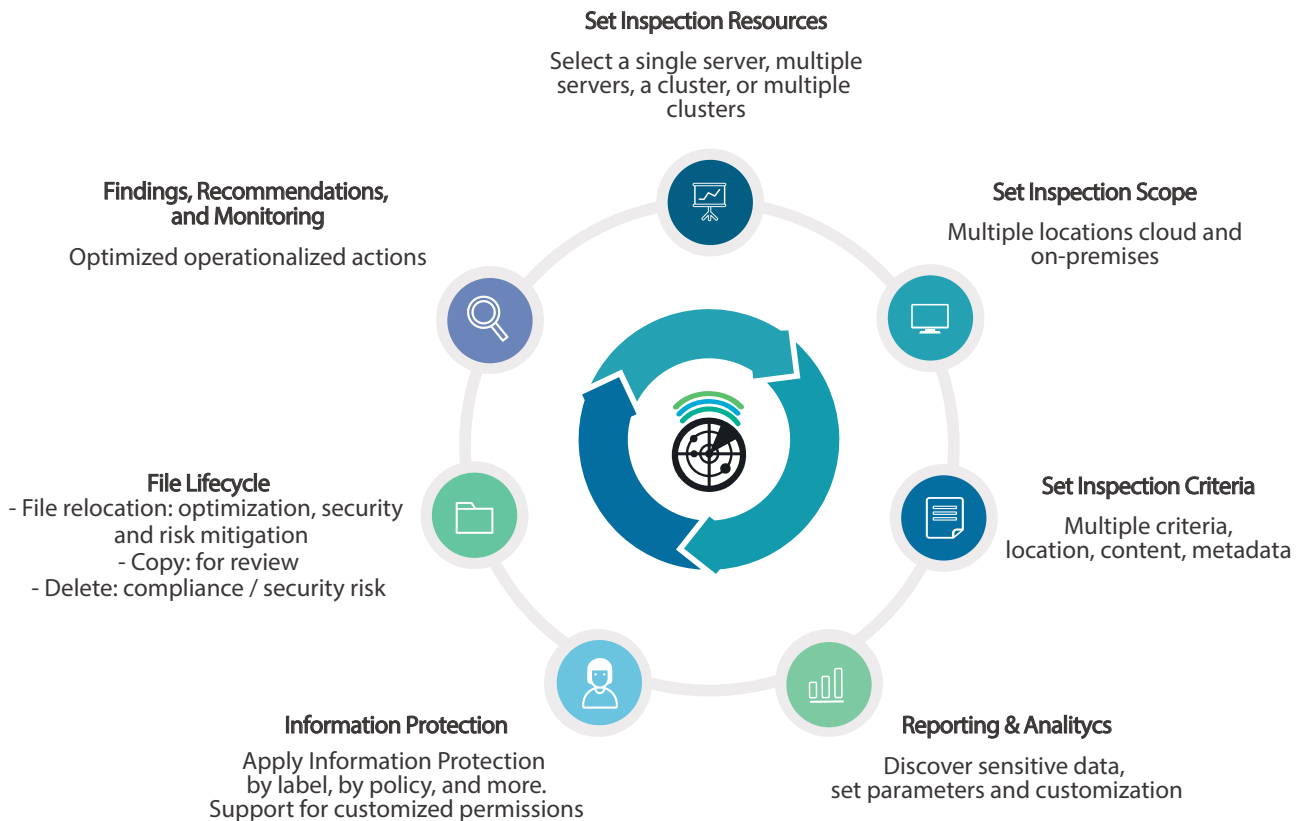 Set Inspection Resources
Select a single server, multiple
servers, a cluster, or multiple
clusters
Set Inspection Scope
Multiple locations cloud and
on-premises
Set Inspection Criteria
Multiple criteria,
location, content, metadata
Reporting & Analitycs
Discover sensitive data,
set parameters and customization
Information Protection
Apply Information Protection
by label, by policy, and more.
Support for customized permissions
File Lifecycle
- File relocation: optimization, security
and risk mitigation
- Copy: for review
- Delete: compliance / security risk
Findings, Recommendations,
and Monitoring
Optimized operationalized actions